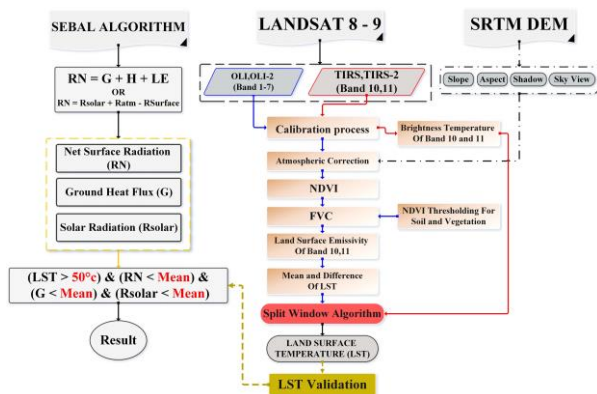 SEBAL ALGORITHM
RN = G + H + LE
OR
RN = Rsolar + Ratm - RSurface
Net Surface Radiation
(RN)
Ground Heat Flux (G)
Solar Radiation (Rsolar)
(LST > 50°c) & (RN < Mean) &
(G < Mean) & (Rsolar < Mean)
Result
LANDSAT 8 - 9
OLI,OLI-2
(Band 1-7)
TIRS,TIRS-2
(Band 10,11)
Calibration process
Brightness Temperature
Of Band 10 and 11
Atmospheric Correction
NDVI
FVC
NDVI Thresholding For
Soil and Vegetation
Land Surface Emissivity
Of Band 10,11
Mean and Difference
Of LST
Split Window Algorithm
LAND SURFACE
TEMPERATURE (LST)
LST Validation
SRTM DEM
Slope
Aspect
Shadow
Sky View